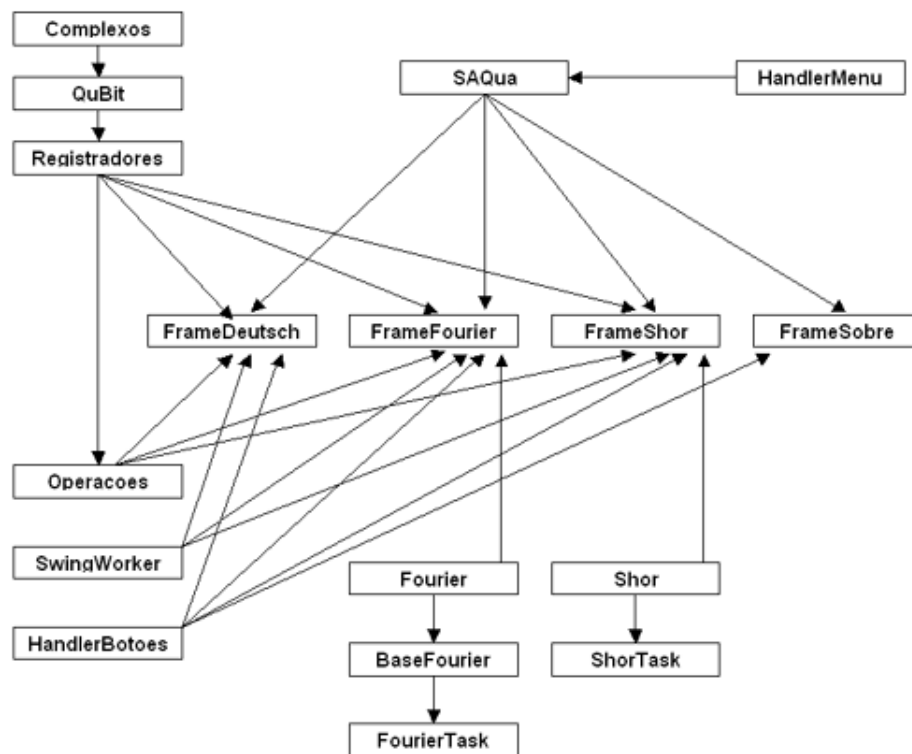 Complexos
SAQua
HandlerMenu
QuBit
Registradores
FrameDeutsch
FrameFourier
FrameShor
FrameSobre
Operacoes
SwingWorker
Fourier
Shor
HandlerBotoes
BaseFourier
ShorTask
FourierTask